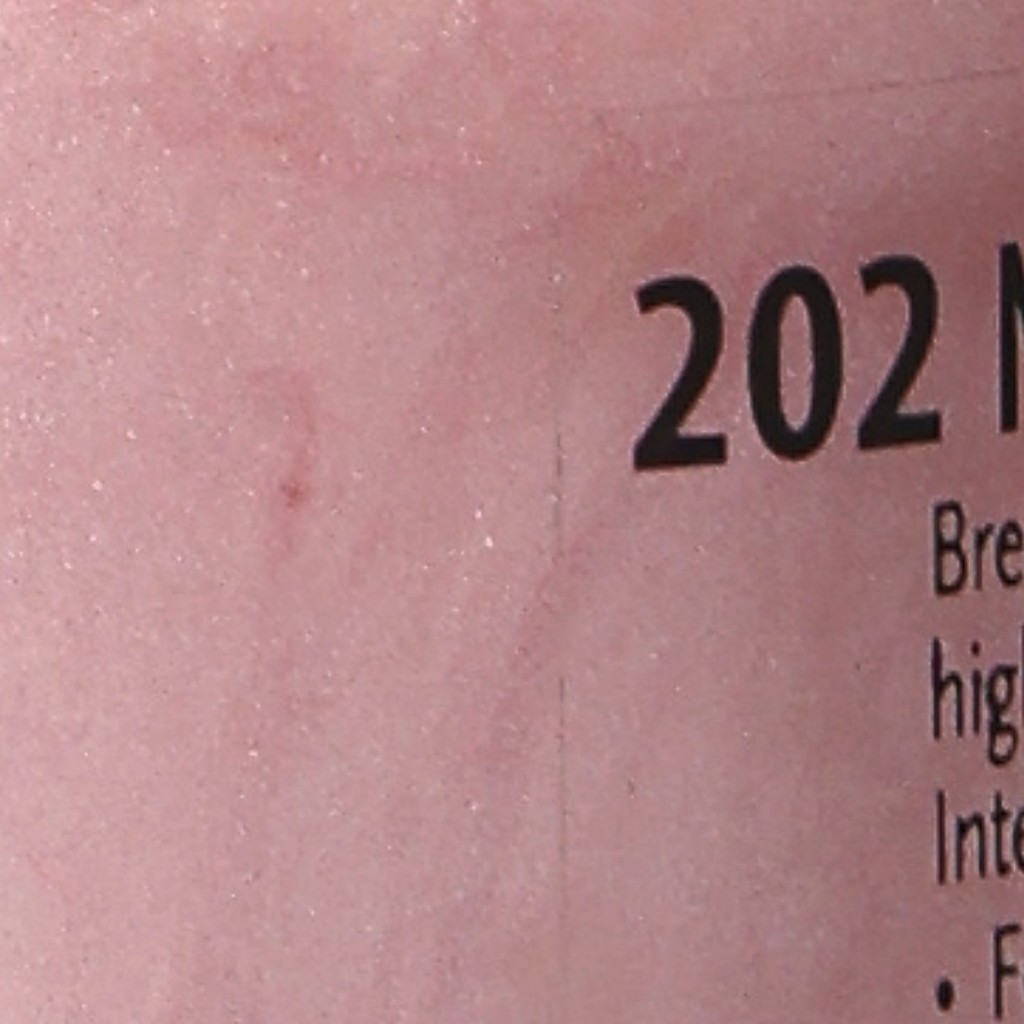 202
Bre
hig
Inte
• F